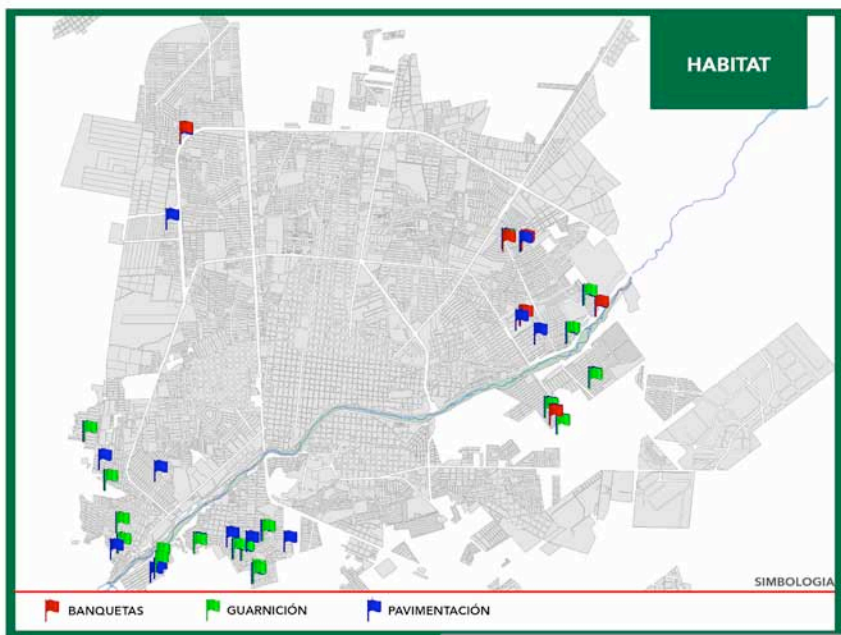 HABITAT
SIMBOLOGIA
BANQUETAS
GUARNICIÓN
PAVIMENTACIÓN